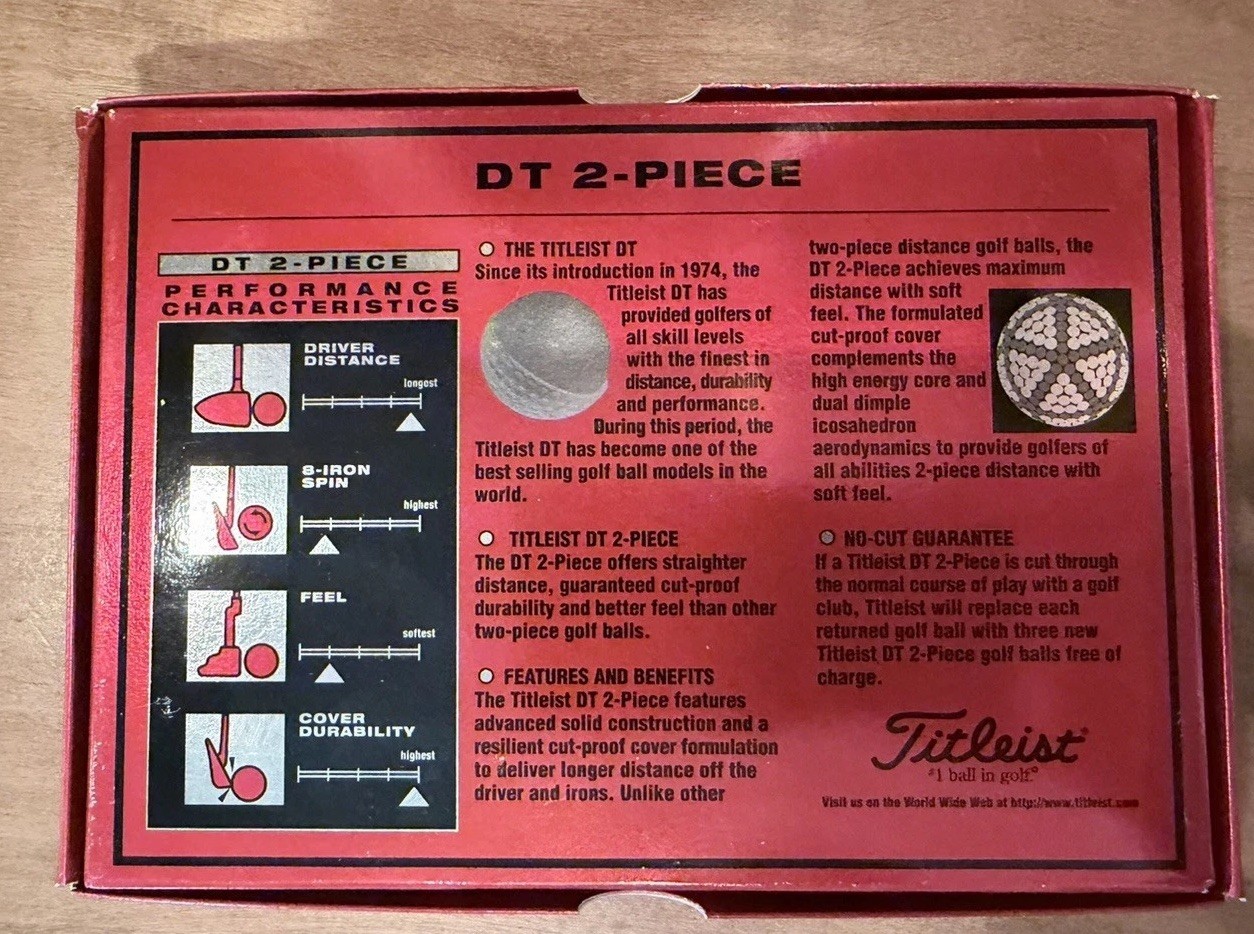 DT 2-PIECE
DT 2-PIECE
PERFORMANCE
CHARACTERISTICS
DRIVER
DISTANCE
longest
8-IRON
SPIN
highest
FEEL
softest
COVER
DURABILITY
highest
THE TITLEIST DT
Since its introduction in 1974, the
Titleist DT has
provided golfers of
all skill levels
with the finest in
distance, durability
and performance.
During this period, the
Titleist DT has become one of the
best selling golf ball models in the
world.
TITLEIST DT 2-PIECE
The DT 2-Piece offers straighter
distance, guaranteed cut-proof
durability and better feel than other
two-piece golf balls.
FEATURES AND BENEFITS
The Titleist DT 2-Piece features
advanced solid construction and a
resilient cut-proof cover formulation
to deliver longer distance off the
driver and irons. Unlike other
two-piece distance golf balls, the
DT 2-Piece achieves maximum
distance with soft
feel. The formulated
cut-proof cover
complements the
high energy core and
dual dimple
icosahedron
aerodynamics to provide golfers of
all abilities 2-piece distance with
soft feel.
NO-CUT GUARANTEE
If a Titleist DT 2-Piece is cut through
the normal course of play with a golf
club, Titleist will replace each
returned golf ball with three new
Titleist DT 2-Piece golf balls free of
charge.
Titleist®
#1 ball in golf.®
Visit us on the World Wide Web at http://www.titleist.com